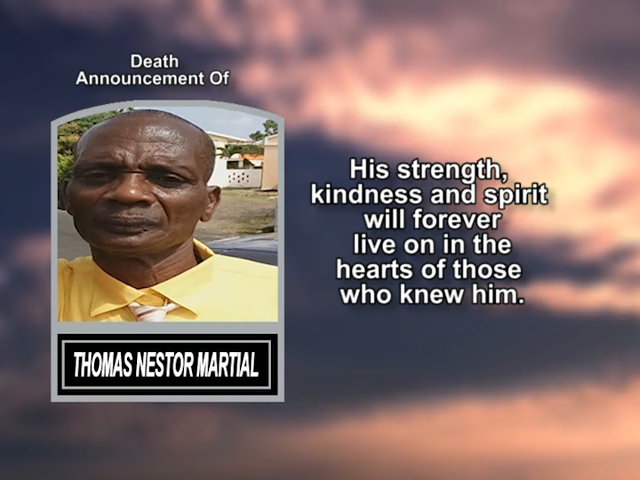 Death
Announcement Of
His strength,
kindness and spirit
will forever
live on in the
hearts of those
who knew him.
THOMAS NESTOR MARTIAL